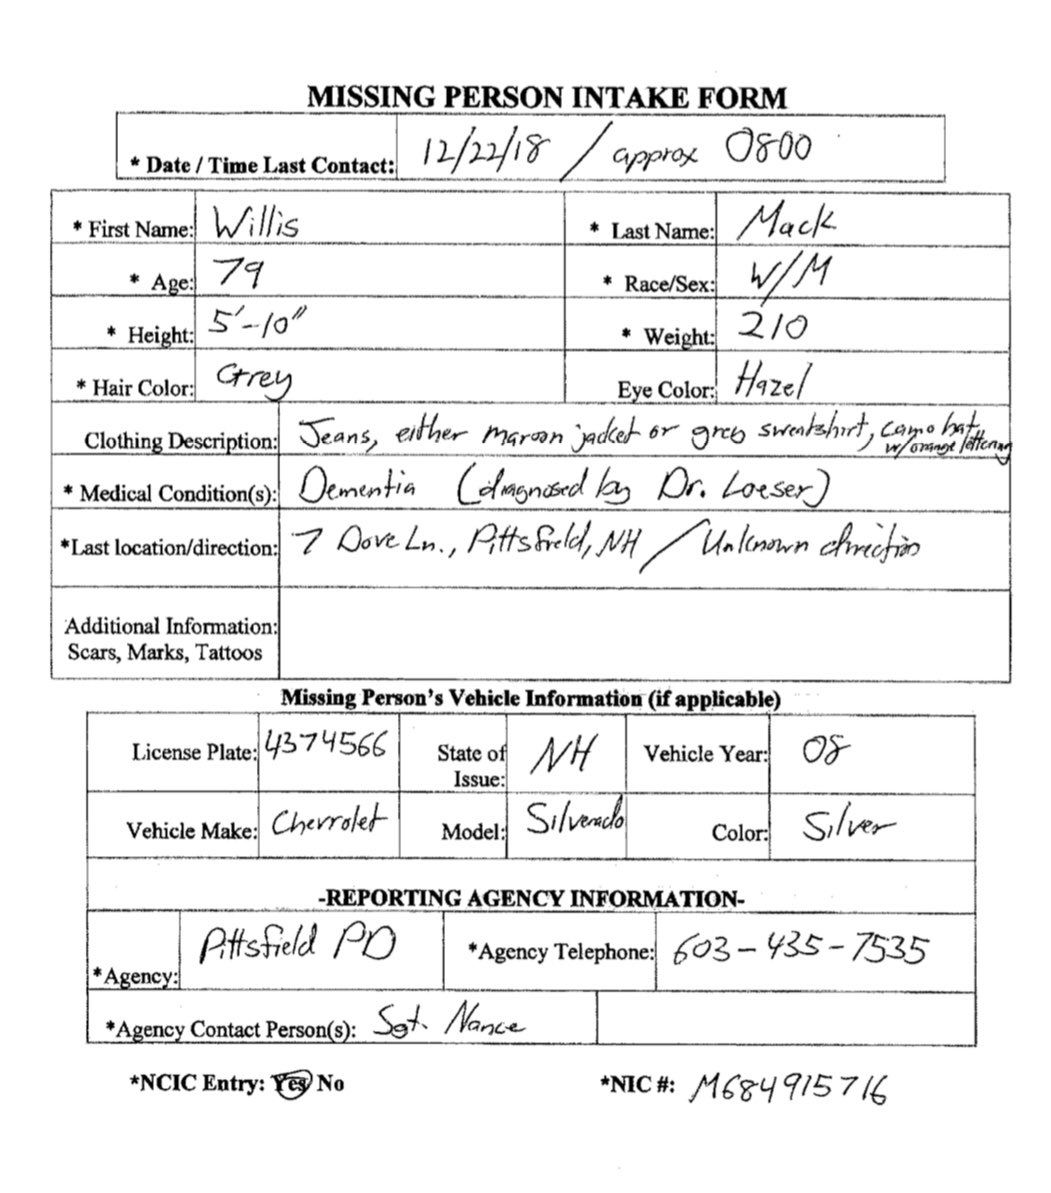 MISSING PERSON INTAKE FORM
* Date / Time Last Contact: 12/22/18 / approx 0800
* First Name: Willis * Last Name: Mack
* Age: 79 * Race/Sex: W/M
* Height: 5'-10" * Weight: 210
* Hair Color: Grey Eye Color: Hazel
Clothing Description: Jeans, either maroon jacket or grey sweatshirt, camo hat,
w/ orange lettering
* Medical Condition(s): Dementia (diagnosed by Dr. Loeser)
*Last location/direction: 7 Dove Ln., Pittsfield, NH / Unknown direction
Additional Information:
Scars, Marks, Tattoos
Missing Person's Vehicle Information (if applicable)
License Plate: 4374566 State of Issue: NH Vehicle Year: 08
Vehicle Make: Chevrolet Model: Silverado Color: Silver
-REPORTING AGENCY INFORMATION-
*Agency: Pittsfield PD *Agency Telephone: 603-435-7535
*Agency Contact Person(s): Sgt. Nance
*NCIC Entry: Yes No *NIC #: M684915716